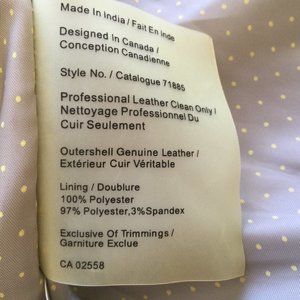 Made In India / Fait En Inde
Designed In Canada /
Conception Canadienne
Style No. / Catalogue 71885
Professional Leather Clean Only /
Nettoyage Professionnel Du
Cuir Seulement
Outershell Genuine Leather /
Extérieur Cuir Véritable
Lining / Doublure
100% Polyester
97% Polyester,3%Spandex
Exclusive Of Trimmings /
Garniture Exclue
CA 02558